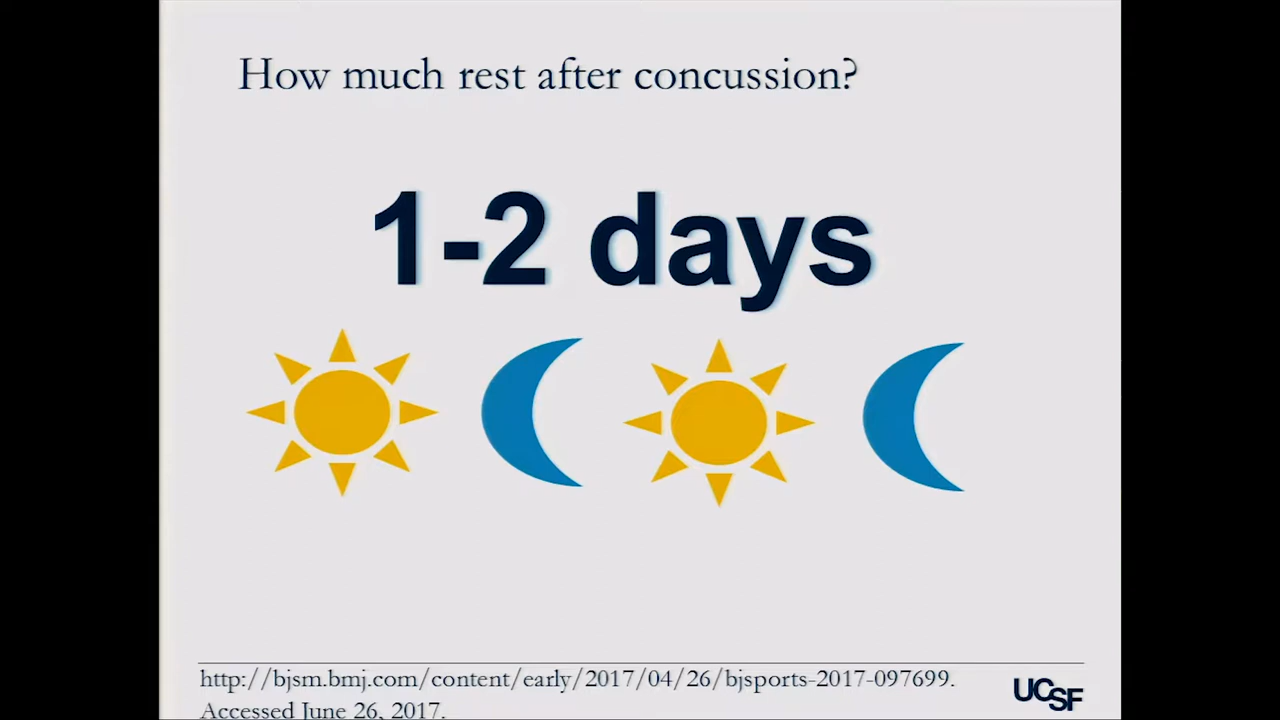 How much rest after concussion?
1-2 days
http://bjsm.bmj.com/content/early/2017/04/26/bjsports-2017-097699.
Accessed June 26, 2017.
UCSF